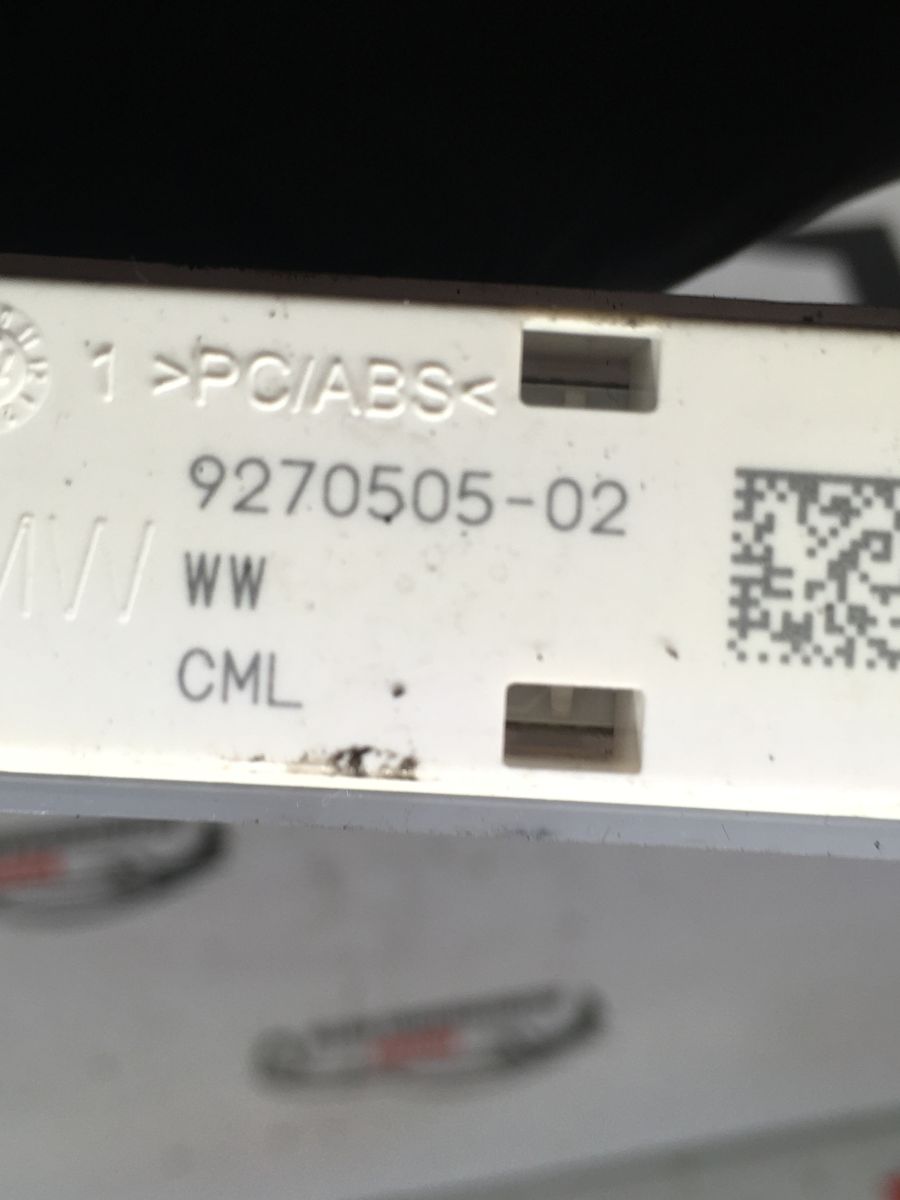 1 >PC/ABS<
9270505-02
WW
CML